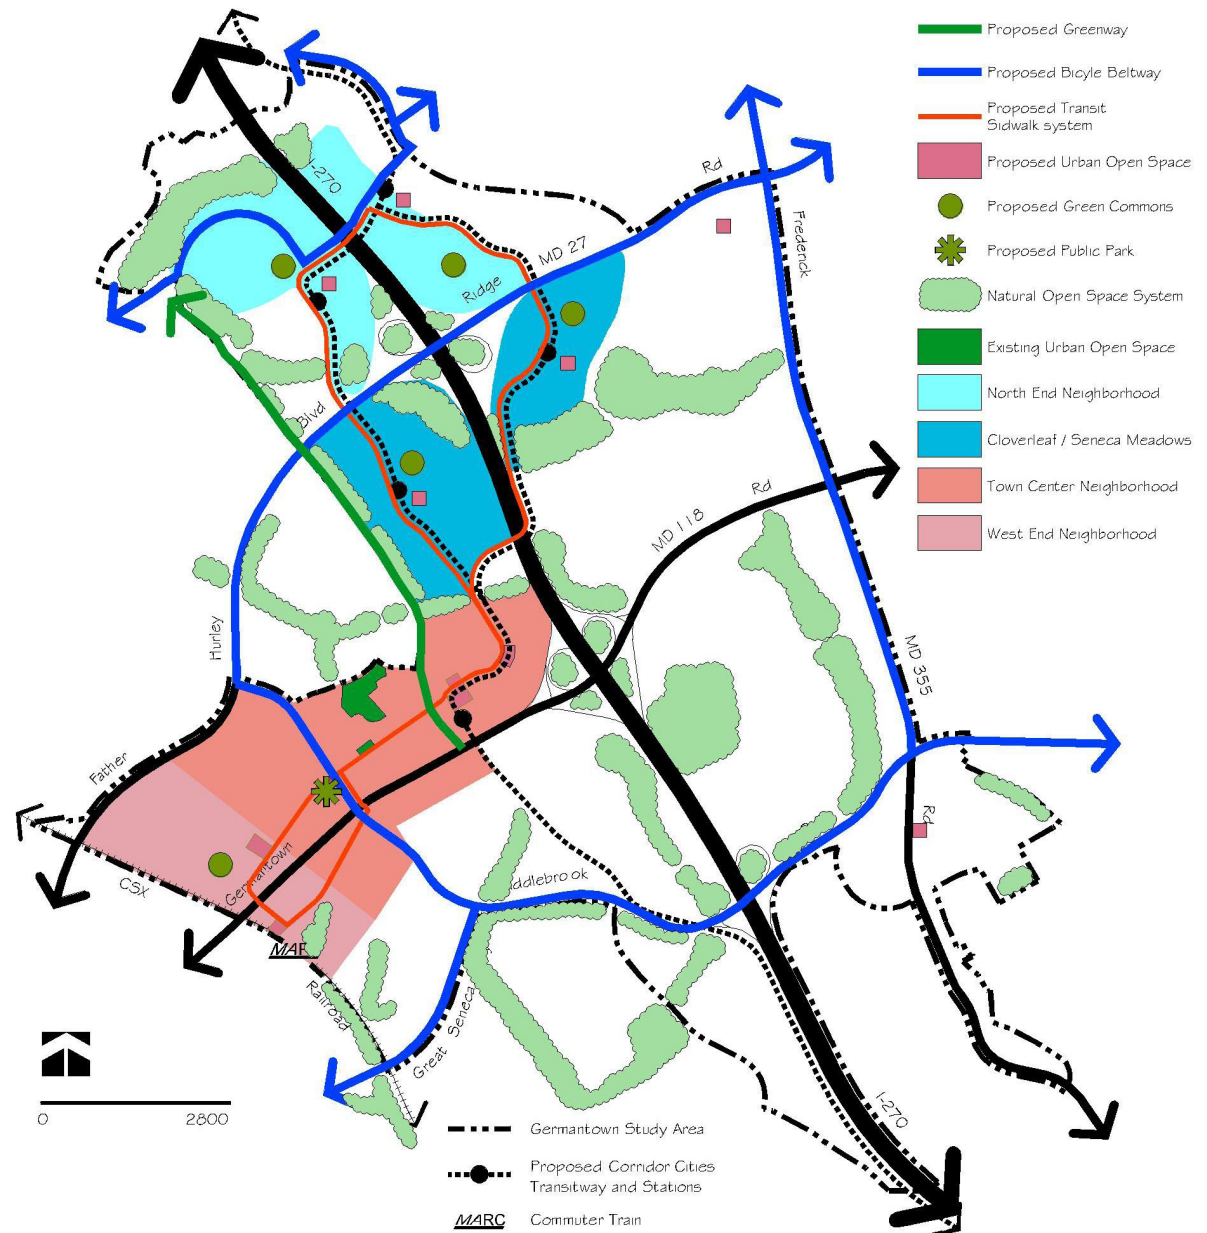 Proposed Greenway
Proposed Bicyle Beltway
Proposed Transit
Sidwalk system
Proposed Urban Open Space
Proposed Green Commons
Proposed Public Park
Natural Open Space System
Existing Urban Open Space
North End Neighborhood
Cloverleaf / Seneca Meadows
Town Center Neighborhood
West End Neighborhood
I-270
Rd
MD 27
Ridge
Frederick
Blvd
Rd
MD 118
Hurley
MD 355
Father
Rd
CSX
Germantown
ddlebrook
MAR
Railroad
Great Seneca
I-270
0 2800
Germantown Study Area
Proposed Corridor Cities
Transitway and Stations
MARC Commuter Train